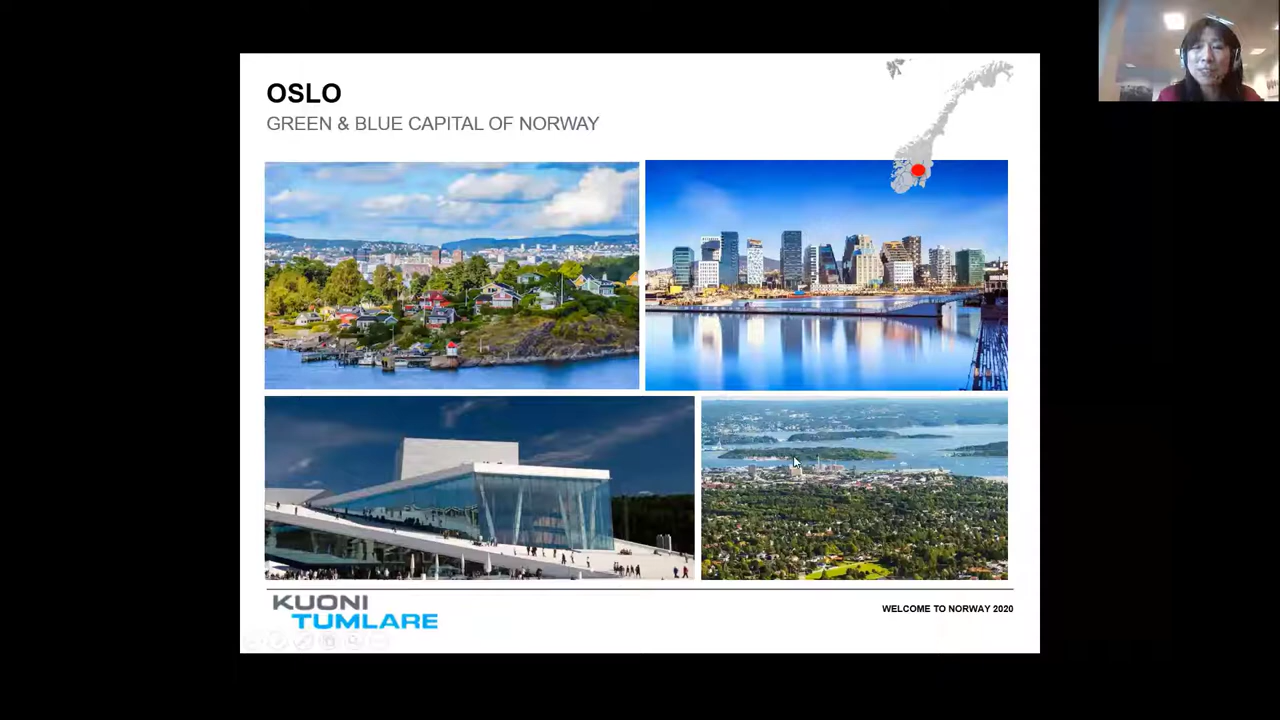 OSLO
GREEN & BLUE CAPITAL OF NORWAY
KUONI
TUMLARE
WELCOME TO NORWAY 2020